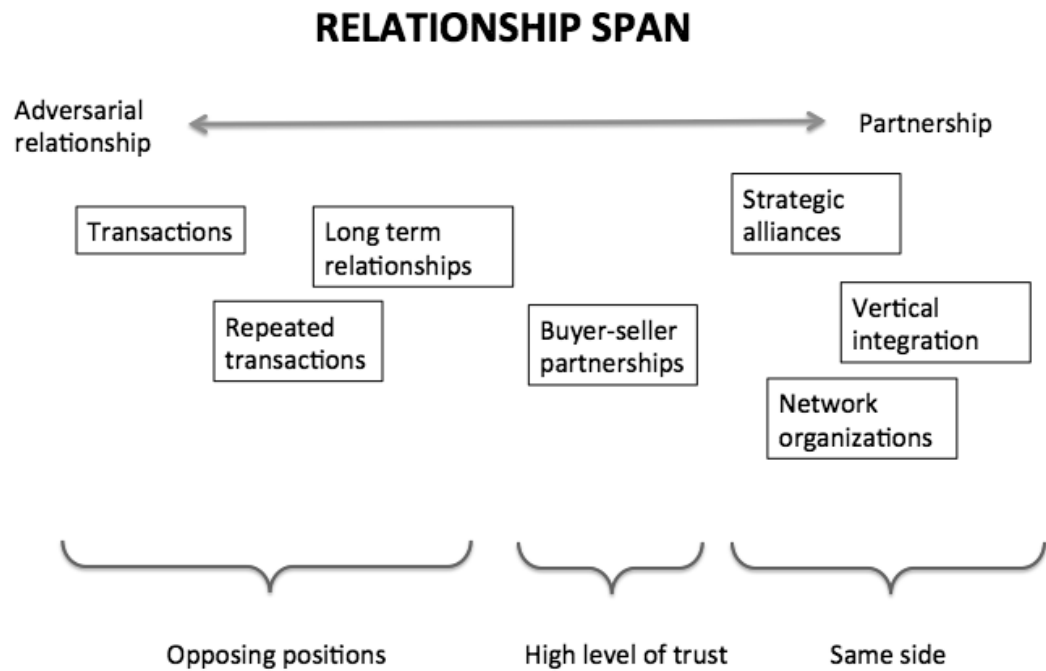 RELATIONSHIP SPAN
Adversarial
relationship
Partnership
Transactions
Long term
relationships
Strategic
alliances
Repeated
transactions
Buyer-seller
partnerships
Vertical
integration
Network
organizations
Opposing positions
High level of trust
Same side